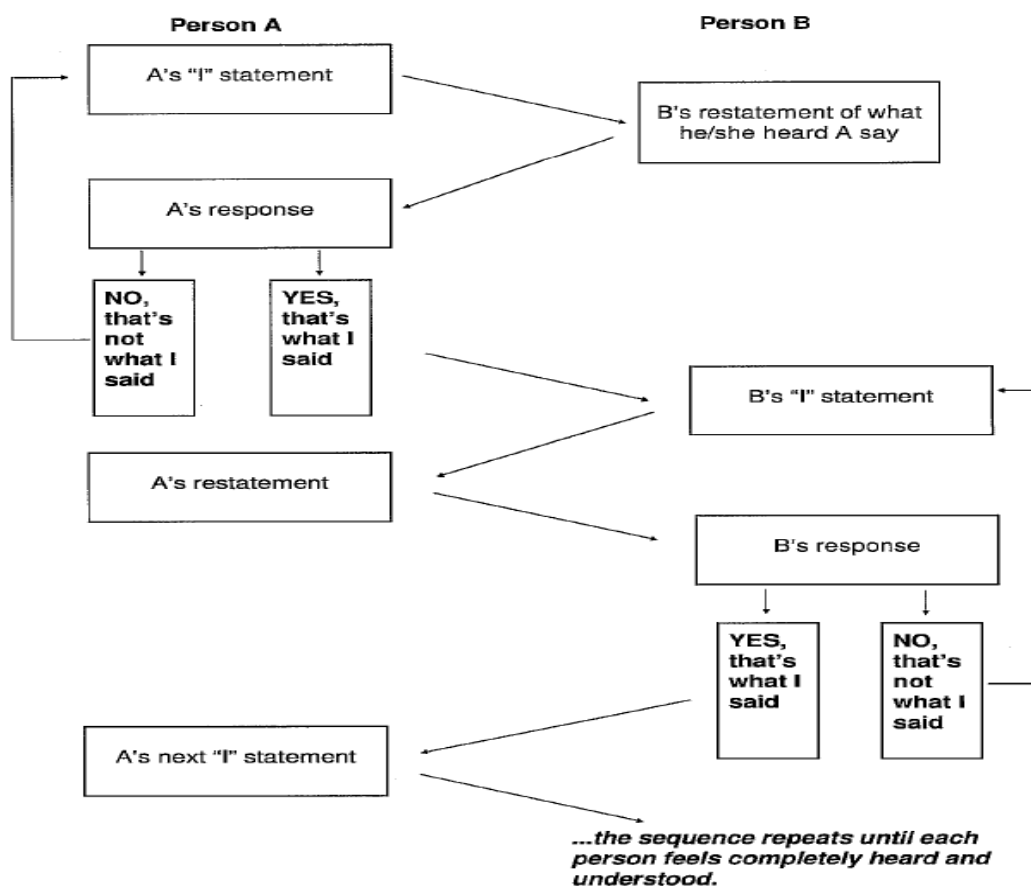 Person A
Person B
A's "I" statement
B's restatement of what
he/she heard A say
A's response
NO,
that's
not
what I
said
YES,
that's
what I
said
B's "I" statement
A's restatement
B's response
YES,
that's
what I
said
NO,
that's
not
what I
said
A's next "I" statement
...the sequence repeats until each
person feels completely heard and
understood.